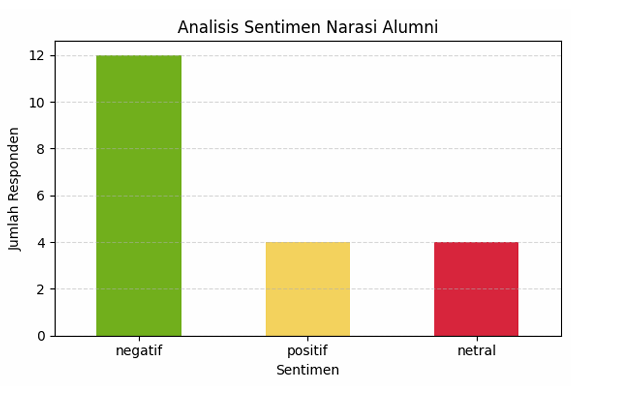 Analisis Sentimen Narasi Alumni
12
10
8
6
4
2
0
Jumlah Responden
negatif positif netral
Sentimen